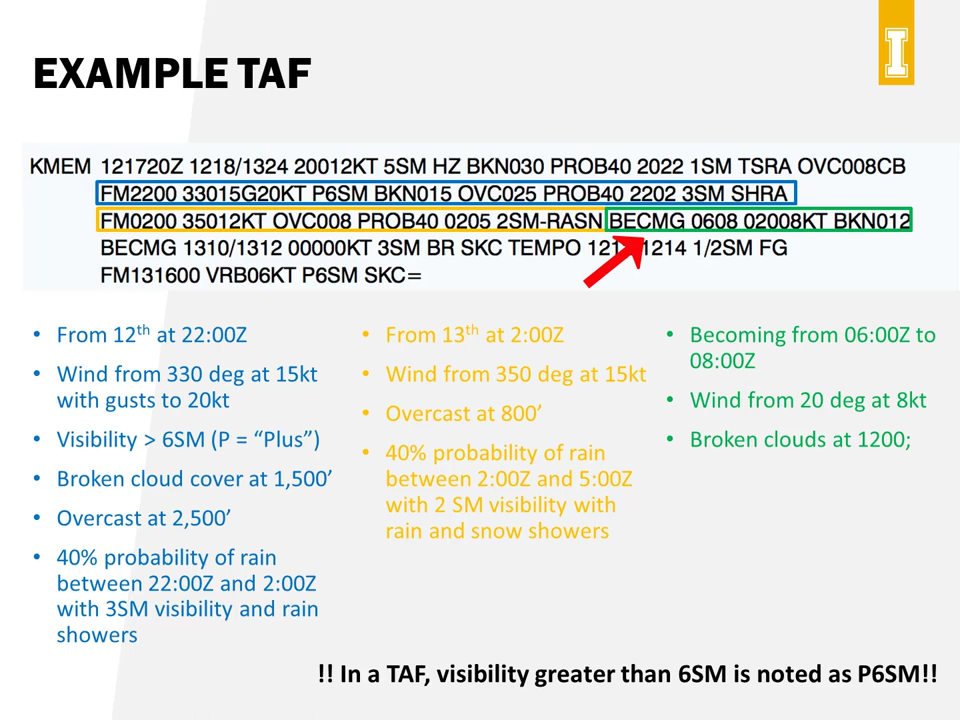 I
EXAMPLE TAF
KMEM 121720Z 1218/1324 20012KT 5SM HZ BKN030 PROB40 2022 1SM TSRA OVC008CB
FM2200 33015G20KT P6SM BKN015 OVC025 PROB40 2202 3SM SHRA
FM0200 35012KT OVC008 PROB40 0205 2SM-RASN BECMG 0608 02008KT BKN012
BECMG 1310/1312 00000KT 3SM BR SKC TEMPO 1214 1/2SM FG
FM131600 VRB06KT P6SM SKC=
• From 12th at 22:00Z
• Wind from 330 deg at 15kt
with gusts to 20kt
• Visibility > 6SM (P = “Plus”)
• Broken cloud cover at 1,500’
• Overcast at 2,500’
• 40% probability of rain
between 22:00Z and 2:00Z
with 3SM visibility and rain
showers
• From 13th at 2:00Z
• Wind from 350 deg at 15kt
• Overcast at 800’
• 40% probability of rain
between 2:00Z and 5:00Z
with 2 SM visibility with
rain and snow showers
• Becoming from 06:00Z to
08:00Z
• Wind from 20 deg at 8kt
• Broken clouds at 1200;
!! In a TAF, visibility greater than 6SM is noted as P6SM!!